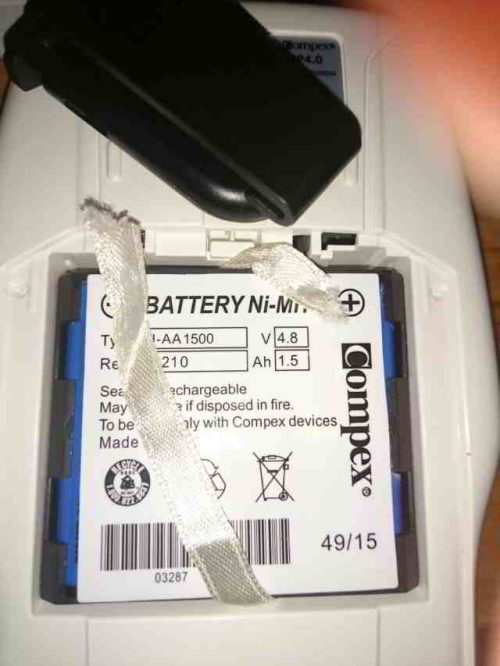 Compex
BATTERY Ni-M
Ty -AA1500 V 4.8
Re 210 Ah 1.5
Sea echargeable
May e if disposed in fire.
To be nly with Compex devices
Made
RECYCLE
Compex®
49/15
03287